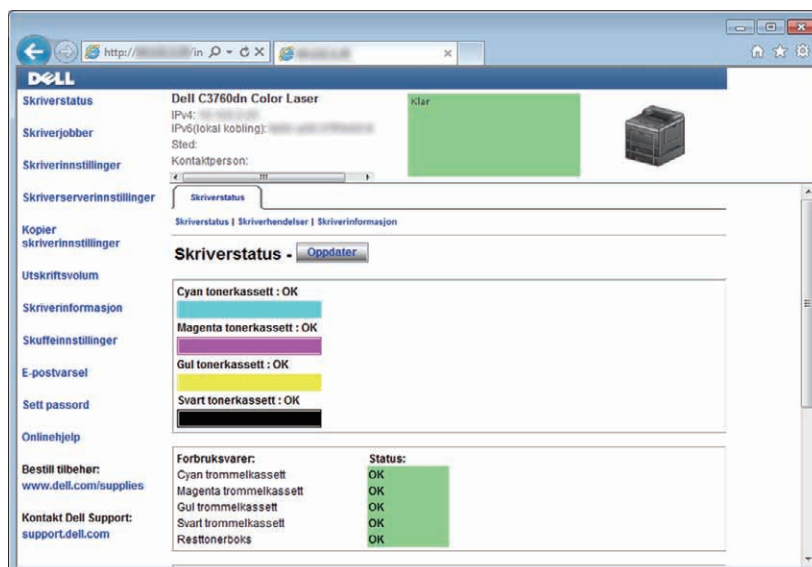 http:// /in
DELL
Skriverstatus
Skriverjobber
Skriverinnstillinger
Skriverserverinnstillinger
Kopier
skriverinnstillinger
Utskriftsvolum
Skriverinformasjon
Skuffeinnstillinger
E-postvarsel
Sett passord
Onlinehjelp
Bestill tilbehør:
www.dell.com/supplies
Kontakt Dell Support:
support.dell.com
Dell C3760dn Color Laser
IPv4:
IPv6(lokal kobling):
Sted:
Kontaktperson:
Klar
Skriverstatus
Skriverstatus | Skriverhendelser | Skriverinformasjon
Skriverstatus - Oppdater
Cyan tonerkassett : OK
Magenta tonerkassett : OK
Gul tonerkassett : OK
Svart tonerkassett : OK
Forbruksvarer: Status:
Cyan trommelkassett OK
Magenta trommelkassett OK
Gul trommelkassett OK
Svart trommelkassett OK
Resttonerboks OK